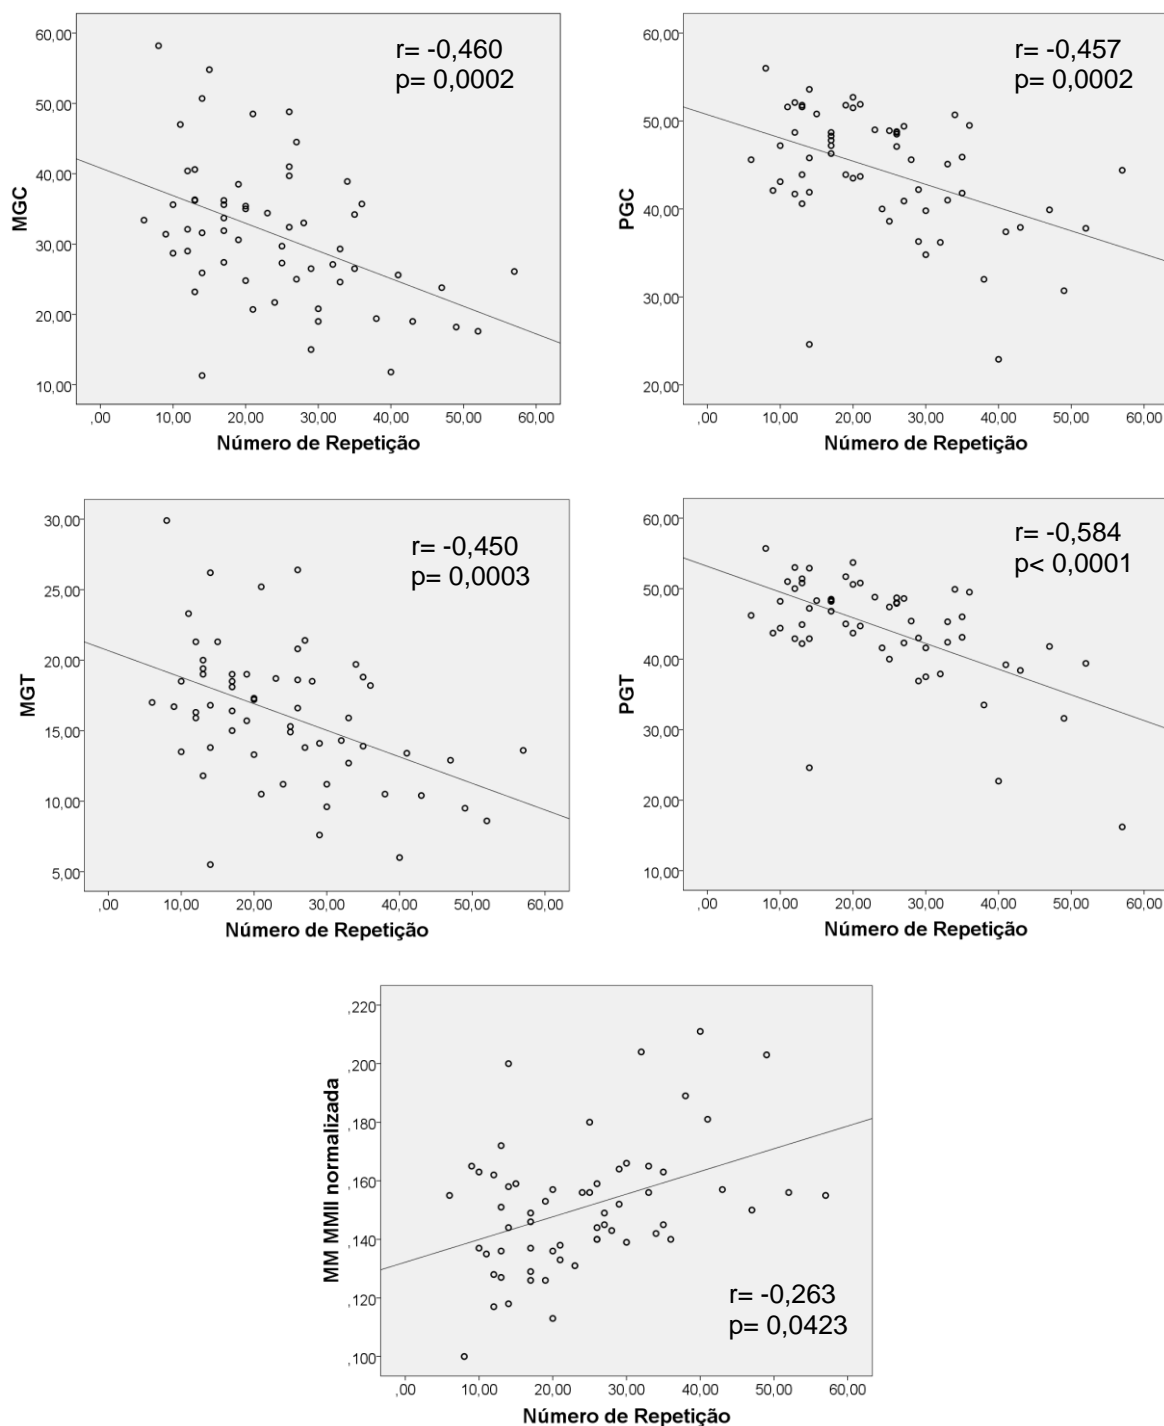 r= -0,460
p= 0,0002
MGC
60,00
50,00
40,00
30,00
20,00
10,00
,00 10,00 20,00 30,00 40,00 50,00 60,00
Número de Repetição
r= -0,457
p= 0,0002
PGC
60,00
50,00
40,00
30,00
20,00
,00 10,00 20,00 30,00 40,00 50,00 60,00
Número de Repetição
r= -0,450
p= 0,0003
MGT
30,00
25,00
20,00
15,00
10,00
5,00
,00 10,00 20,00 30,00 40,00 50,00 60,00
Número de Repetição
r= -0,584
p< 0,0001
PGT
60,00
50,00
40,00
30,00
20,00
10,00
,00 10,00 20,00 30,00 40,00 50,00 60,00
Número de Repetição
MM MMII normalizada
,220
,200
,180
,160
,140
,120
,100
r= -0,263
p= 0,0423
,00 10,00 20,00 30,00 40,00 50,00 60,00
Número de Repetição